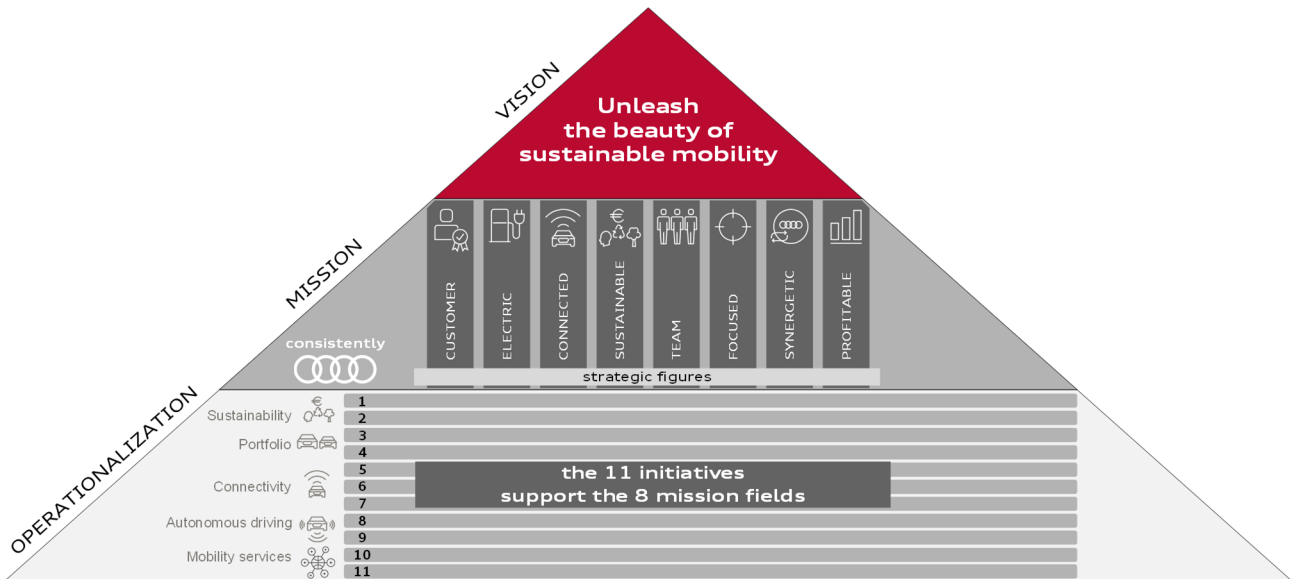 VISION
Unleash
the beauty of
sustainable mobility
MISSION
consistently
CUSTOMER
ELECTRIC
CONNECTED
SUSTAINABLE
TEAM
FOCUSED
SYNERGETIC
PROFITABLE
strategic figures
OPERATIONALIZATION
Sustainability
Portfolio
Connectivity
Autonomous driving
Mobility services
1
2
3
4
5
6
7
8
9
10
11
the 11 initiatives
support the 8 mission fields